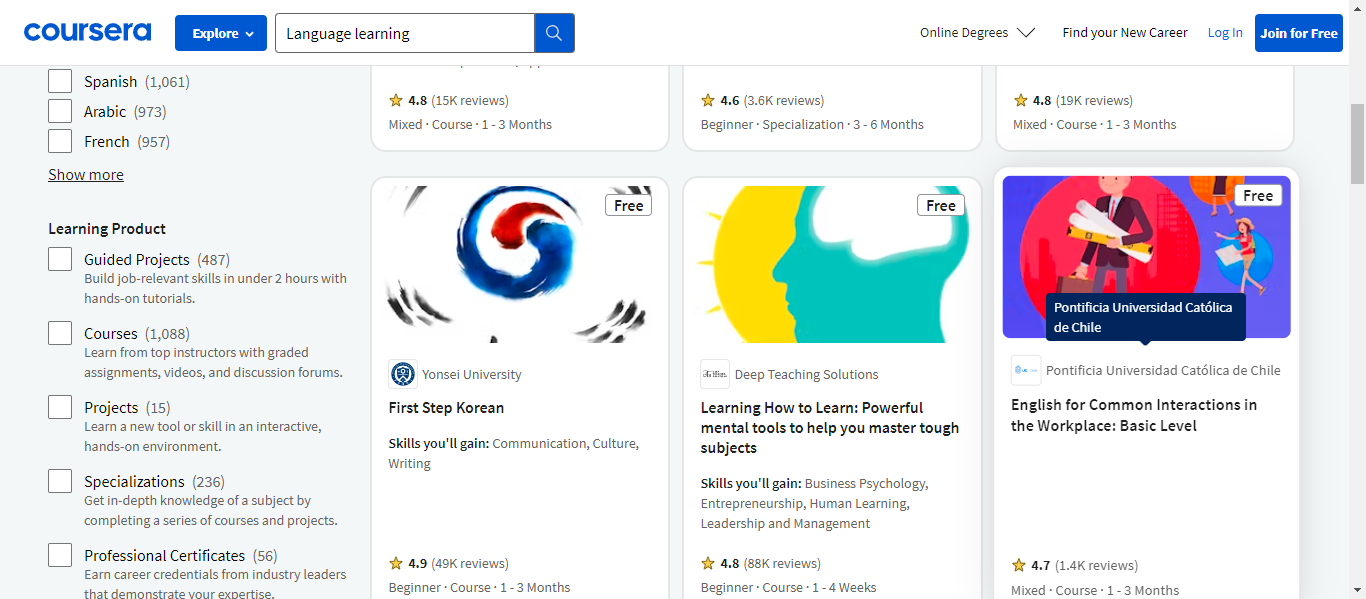 coursera
Explore
Language learning
Online Degrees
Find your New Career
Log In
Join for Free
Spanish (1,061)
Arabic (973)
French (957)
Show more
Learning Product
Guided Projects (487)
Build job-relevant skills in under 2 hours with
hands-on tutorials.
Courses (1,088)
Learn from top instructors with graded
assignments, videos, and discussion forums.
Projects (15)
Learn a new tool or skill in an interactive,
hands-on environment.
Specializations (236)
Get in-depth knowledge of a subject by
completing a series of courses and projects.
Professional Certificates (56)
Earn career credentials from industry leaders
that demonstrate your expertise.
4.8 (15K reviews)
Mixed · Course · 1 - 3 Months
4.6 (3.6K reviews)
Beginner · Specialization · 3 - 6 Months
4.8 (19K reviews)
Mixed · Course · 1 - 3 Months
Free
Yonsei University
First Step Korean
Skills you'll gain: Communication, Culture,
Writing
4.9 (49K reviews)
Beginner · Course · 1 - 3 Months
Free
Deep Teaching Solutions
Learning How to Learn: Powerful
mental tools to help you master tough
subjects
Skills you'll gain: Business Psychology,
Entrepreneurship, Human Learning,
Leadership and Management
4.8 (88K reviews)
Beginner · Course · 1 - 4 Weeks
Free
Pontificia Universidad Católica
de Chile
Pontificia Universidad Católica de Chile
English for Common Interactions in
the Workplace: Basic Level
4.7 (1.4K reviews)
Mixed · Course · 1 - 3 Months